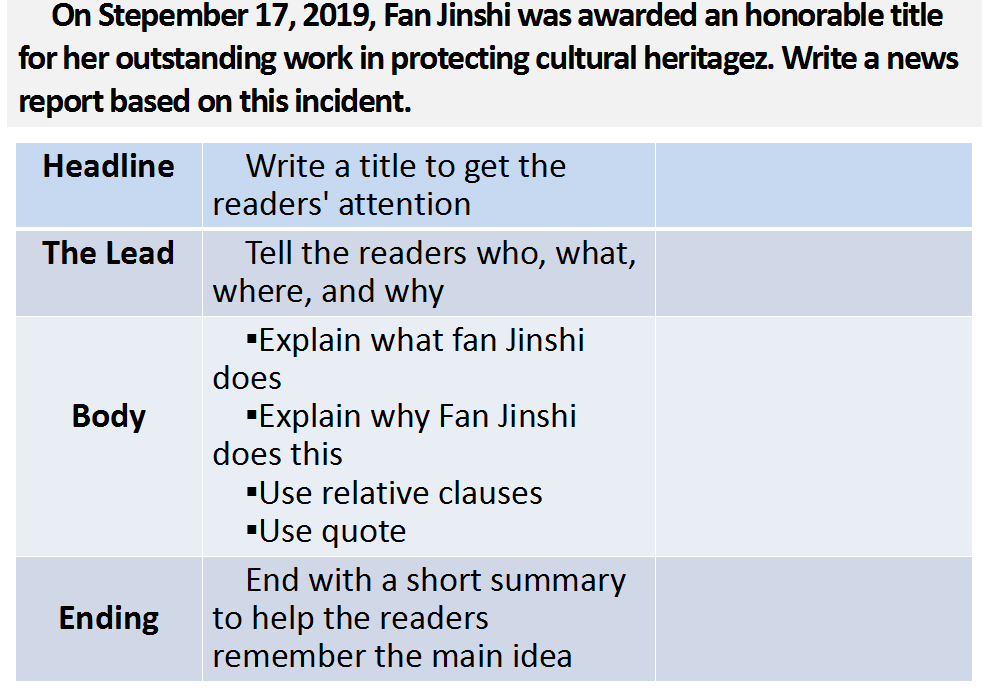 On Stepember 17, 2019, Fan Jinshi was awarded an honorable title
for her outstanding work in protecting cultural heritagez. Write a news
report based on this incident.
Headline
Write a title to get the
readers' attention
The Lead
Tell the readers who, what,
where, and why
Body
▪Explain what fan Jinshi
does
▪Explain why Fan Jinshi
does this
▪Use relative clauses
▪Use quote
Ending
End with a short summary
to help the readers
remember the main idea